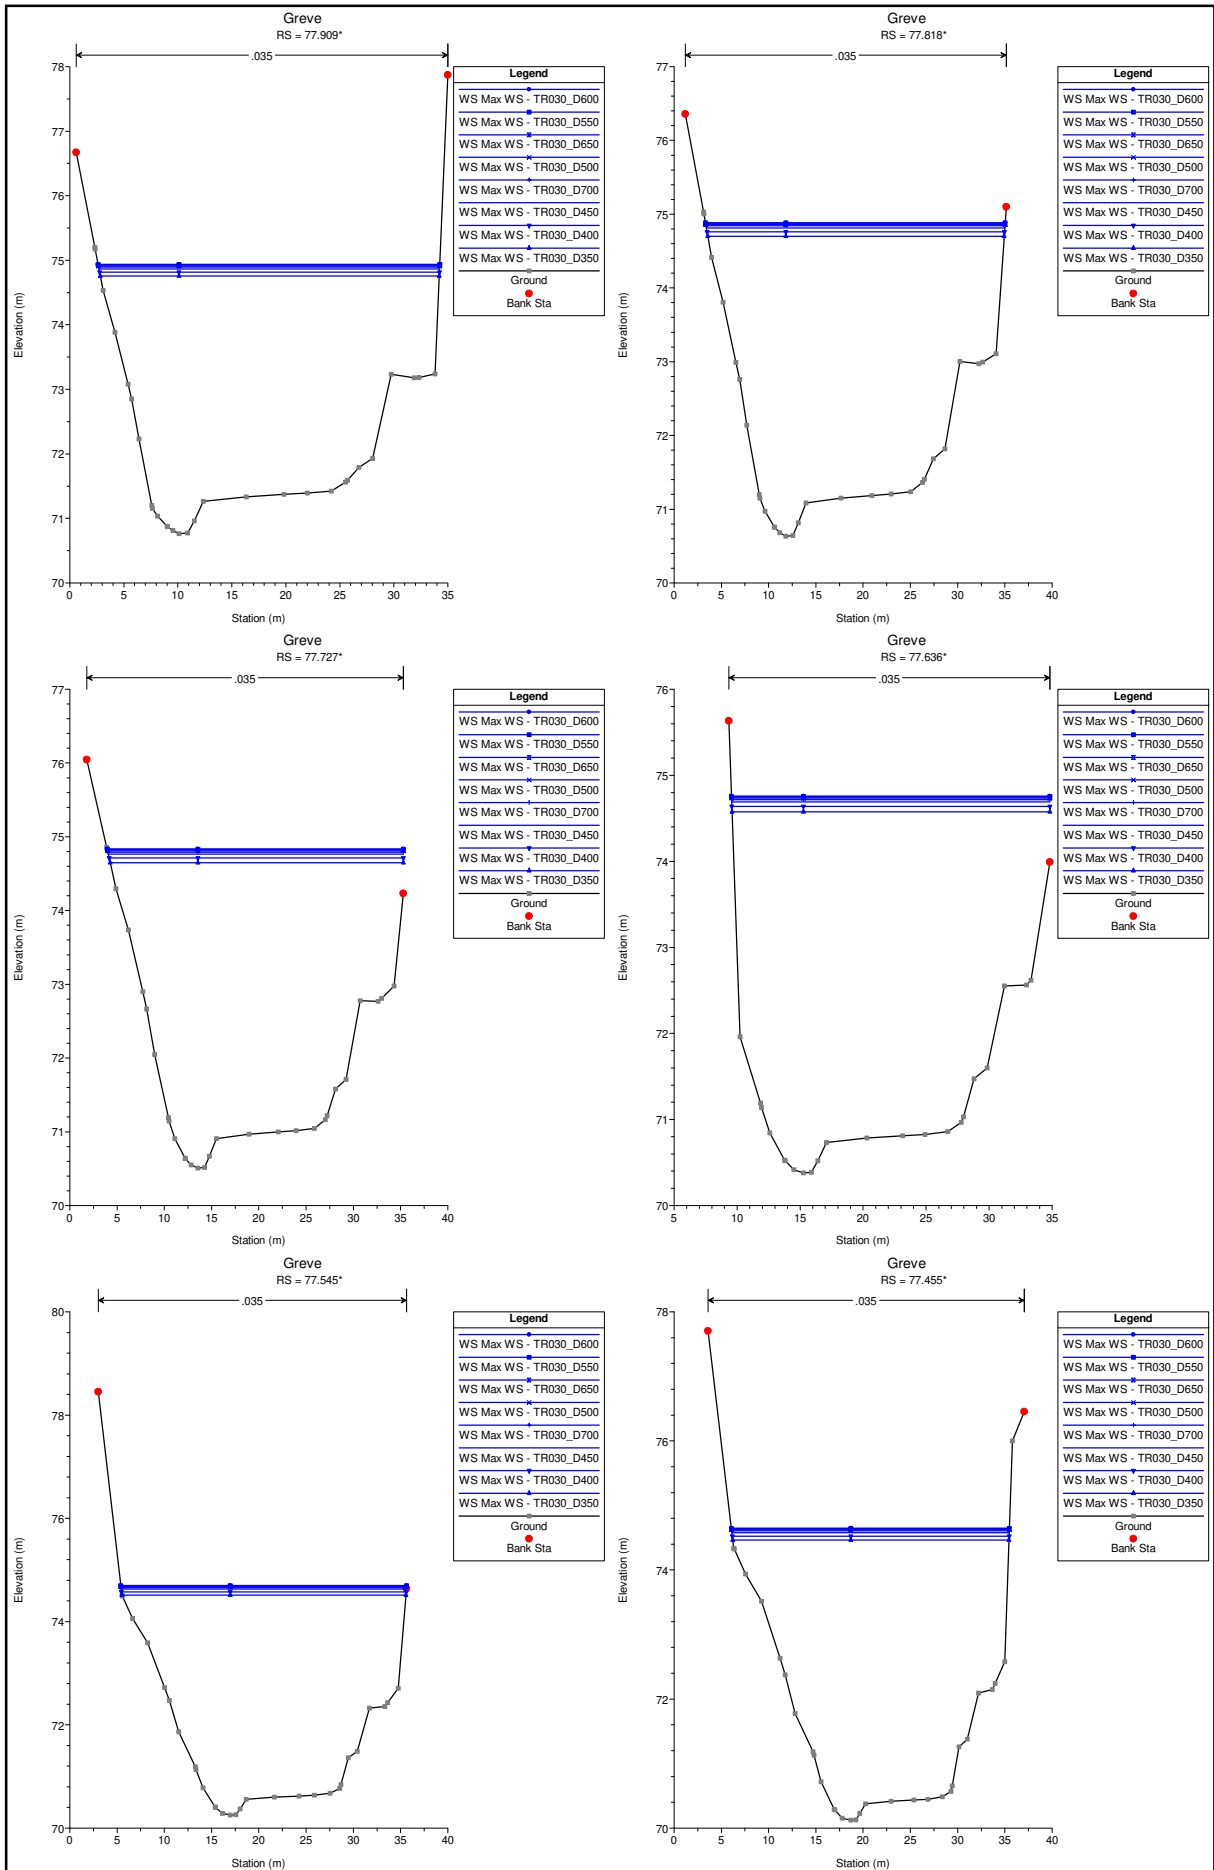 Greve
RS = 77.909*
.035
78
77
76
75
74
73
72
71
70
0
5
10
15
20
25
30
35
Elevation (m)
Station (m)
Legend
WS Max WS - TR030_D600
WS Max WS - TR030_D550
WS Max WS - TR030_D650
WS Max WS - TR030_D500
WS Max WS - TR030_D700
WS Max WS - TR030_D450
WS Max WS - TR030_D400
WS Max WS - TR030_D350
Ground
Bank Sta
Greve
RS = 77.818*
.035
77
76
75
74
73
72
71
70
0
5
10
15
20
25
30
35
40
Elevation (m)
Station (m)
Legend
WS Max WS - TR030_D600
WS Max WS - TR030_D550
WS Max WS - TR030_D650
WS Max WS - TR030_D500
WS Max WS - TR030_D700
WS Max WS - TR030_D450
WS Max WS - TR030_D400
WS Max WS - TR030_D350
Ground
Bank Sta
Greve
RS = 77.727*
.035
77
76
75
74
73
72
71
70
0
5
10
15
20
25
30
35
40
Elevation (m)
Station (m)
Legend
WS Max WS - TR030_D600
WS Max WS - TR030_D550
WS Max WS - TR030_D650
WS Max WS - TR030_D500
WS Max WS - TR030_D700
WS Max WS - TR030_D450
WS Max WS - TR030_D400
WS Max WS - TR030_D350
Ground
Bank Sta
Greve
RS = 77.636*
.035
76
75
74
73
72
71
70
5
10
15
20
25
30
35
Elevation (m)
Station (m)
Legend
WS Max WS - TR030_D600
WS Max WS - TR030_D550
WS Max WS - TR030_D650
WS Max WS - TR030_D500
WS Max WS - TR030_D700
WS Max WS - TR030_D450
WS Max WS - TR030_D400
WS Max WS - TR030_D350
Ground
Bank Sta
Greve
RS = 77.545*
.035
80
78
76
74
72
70
0
5
10
15
20
25
30
35
40
Elevation (m)
Station (m)
Legend
WS Max WS - TR030_D600
WS Max WS - TR030_D550
WS Max WS - TR030_D650
WS Max WS - TR030_D500
WS Max WS - TR030_D700
WS Max WS - TR030_D450
WS Max WS - TR030_D400
WS Max WS - TR030_D350
Ground
Bank Sta
Greve
RS = 77.455*
.035
78
76
74
72
70
0
5
10
15
20
25
30
35
40
Elevation (m)
Station (m)
Legend
WS Max WS - TR030_D600
WS Max WS - TR030_D550
WS Max WS - TR030_D650
WS Max WS - TR030_D500
WS Max WS - TR030_D700
WS Max WS - TR030_D450
WS Max WS - TR030_D400
WS Max WS - TR030_D350
Ground
Bank Sta